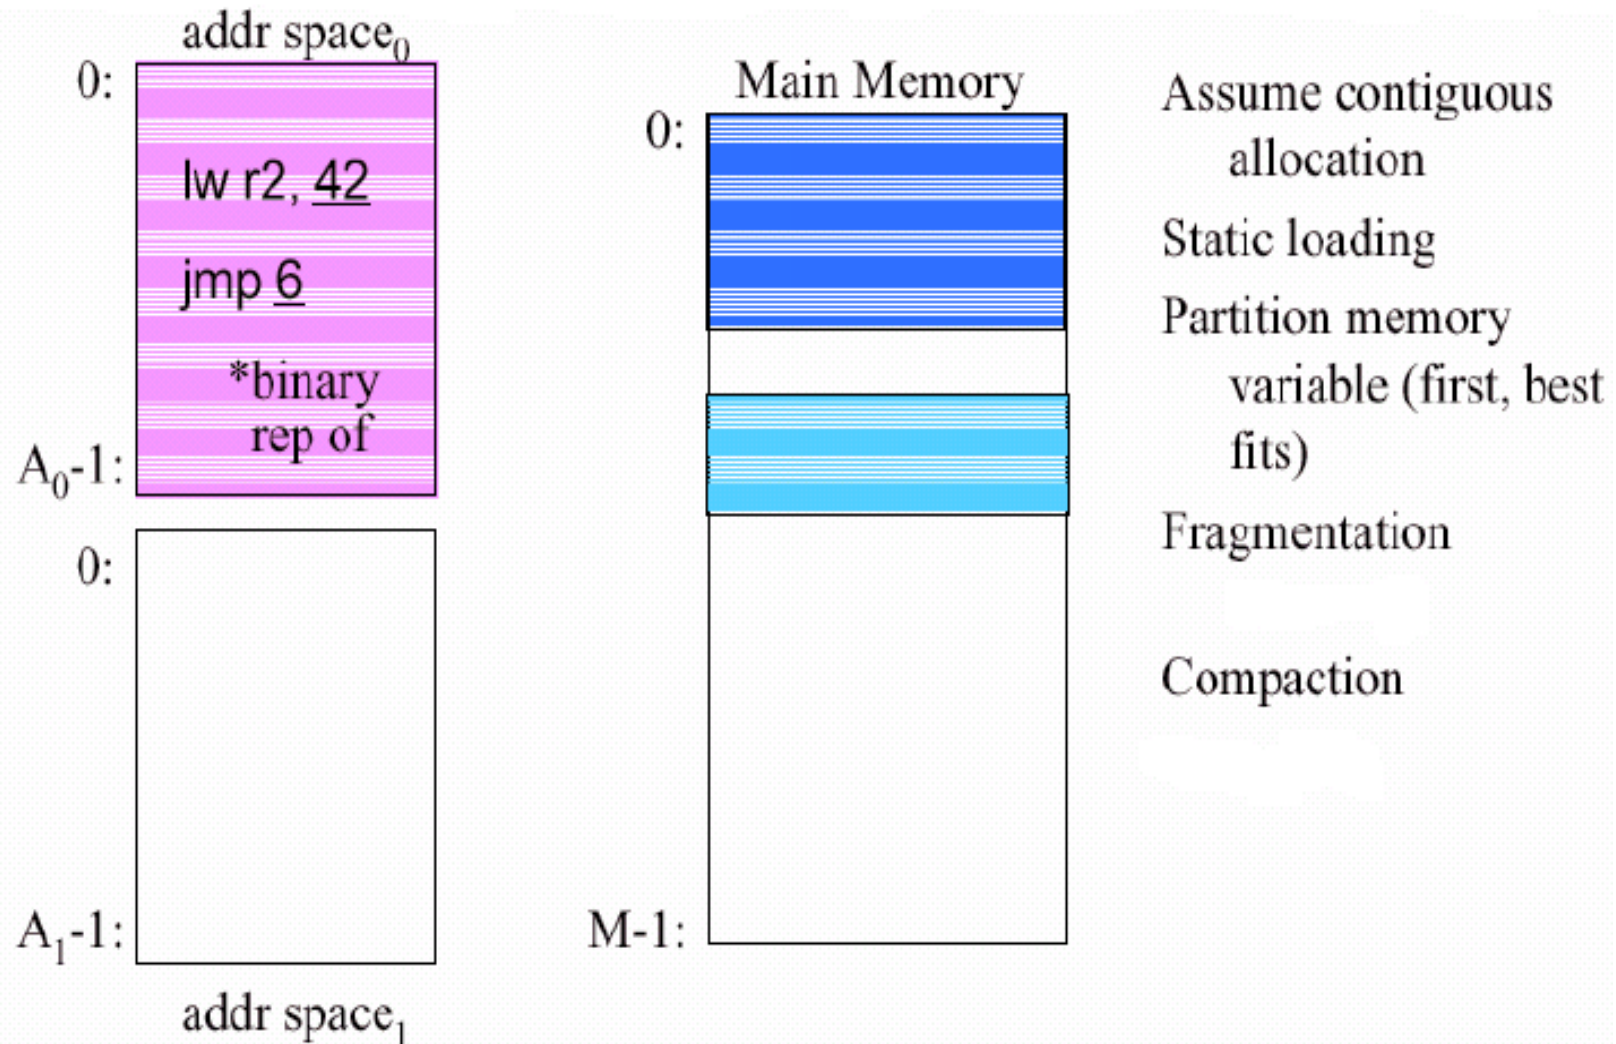 addr space₀
0:
lw r2, 42
jmp 6
*binary
rep of
A₀-1:
0:
A₁-1:
addr space₁
Main Memory
0:
M-1:
Assume contiguous
allocation
Static loading
Partition memory
variable (first, best
fits)
Fragmentation
Compaction